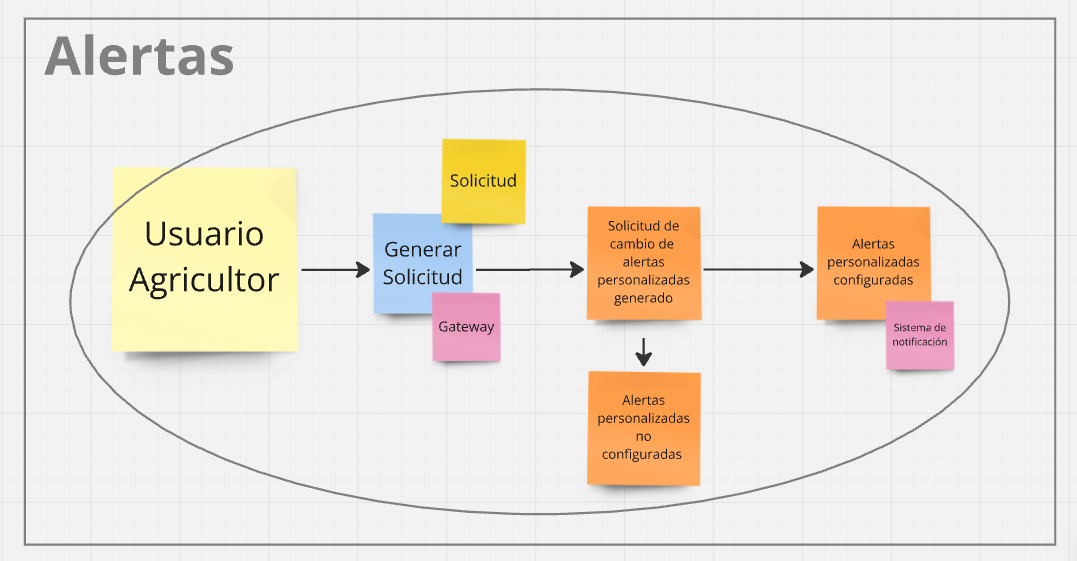 Alertas
Usuario
Agricultor
Solicitud
Generar
Solicitud
Gateway
Solicitud de
cambio de
alertas
personalizadas
generado
Alertas
personalizadas
no
configuradas
Alertas
personalizadas
configuradas
Sistema de
notificación